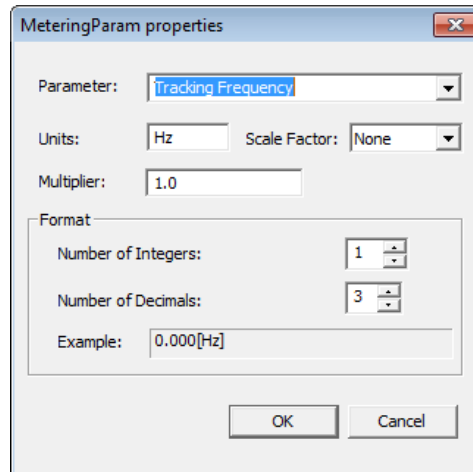 MeteringParam properties
Parameter: Tracking Frequency
Units: Hz Scale Factor: None
Multiplier: 1.0
Format
Number of Integers: 1
Number of Decimals: 3
Example: 0.000[Hz]
OK Cancel